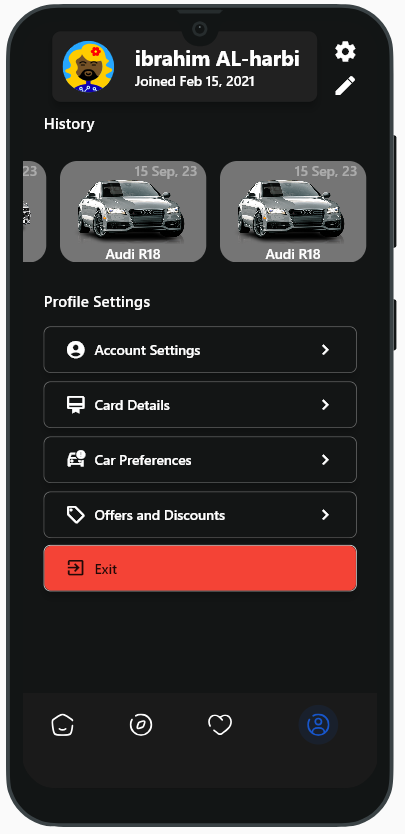 ibrahim AL-harbi
Joined Feb 15, 2021
History
23
15 Sep, 23
15 Sep, 23
Audi R18
Audi R18
Profile Settings
Account Settings
Card Details
Car Preferences
Offers and Discounts
Exit